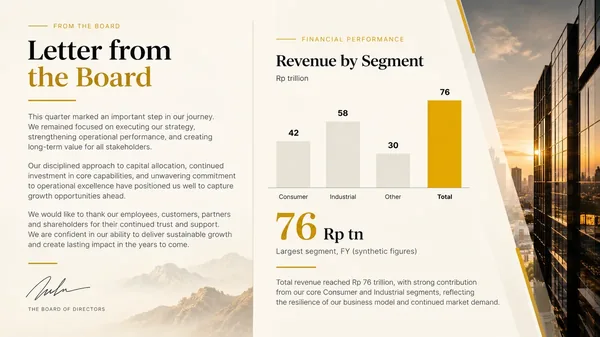 FROM THE BOARD
Letter from
the Board
This quarter marked an important step in our journey.
We remained focused on executing our strategy,
strengthening operational performance, and creating
long-term value for all stakeholders.
Our disciplined approach to capital allocation, continued
investment in core capabilities, and unwavering commitment
to operational excellence have positioned us well to capture
growth opportunities ahead.
We would like to thank our employees, customers, partners
and shareholders for their continued trust and support.
We are confident in our ability to deliver sustainable growth
and create lasting impact in the years to come.
THE BOARD OF DIRECTORS
FINANCIAL PERFORMANCE
Revenue by Segment
Rp trillion
42
58
30
76
Consumer
Industrial
Other
Total
76 Rp tn
Largest segment, FY (synthetic figures)
Total revenue reached Rp 76 trillion, with strong contribution
from our core Consumer and Industrial segments, reflecting
the resilience of our business model and continued market demand.